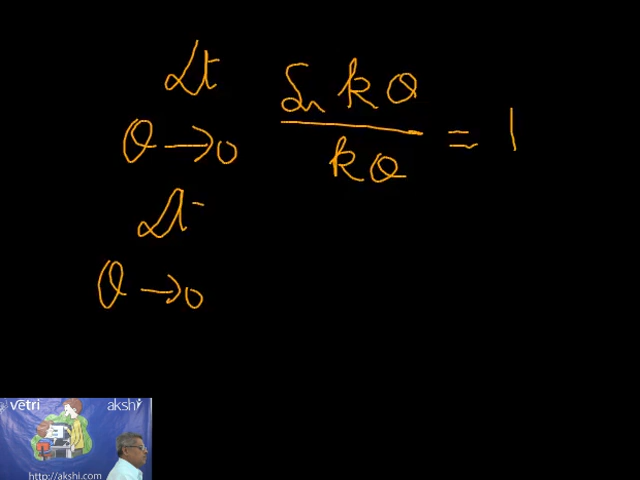 Lt sin kθ
θ→0 kθ = 1
Lt
θ→0
vetri akshi
http://akshi.com